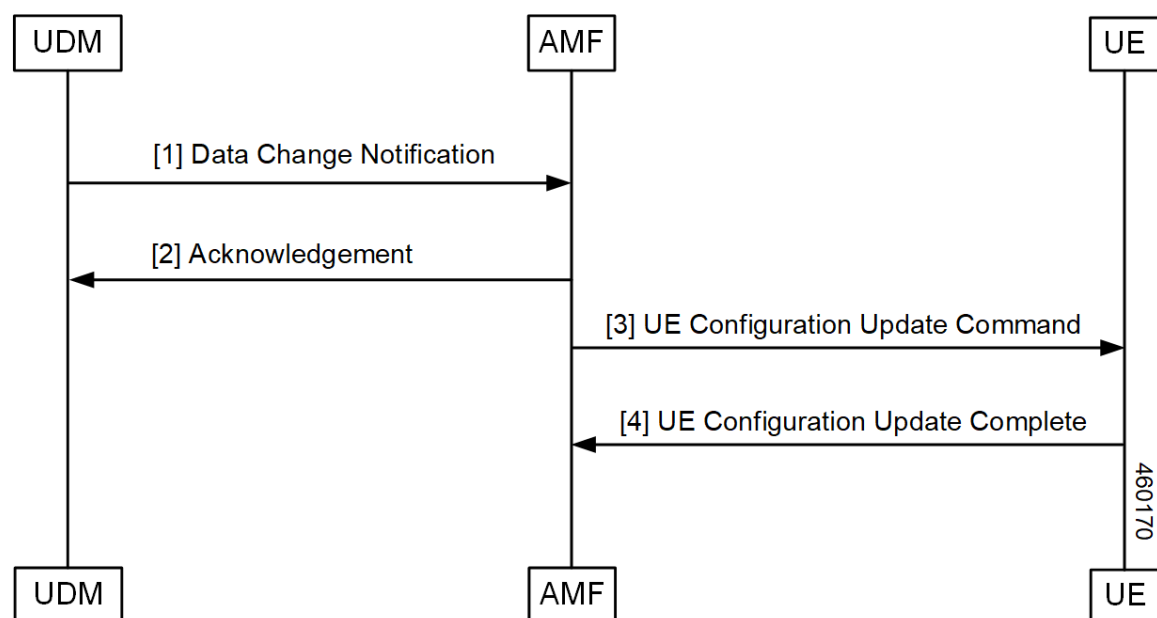 UDM
AMF
UE
[1] Data Change Notification
[2] Acknowledgement
[3] UE Configuration Update Command
[4] UE Configuration Update Complete
460170
UDM
AMF
UE